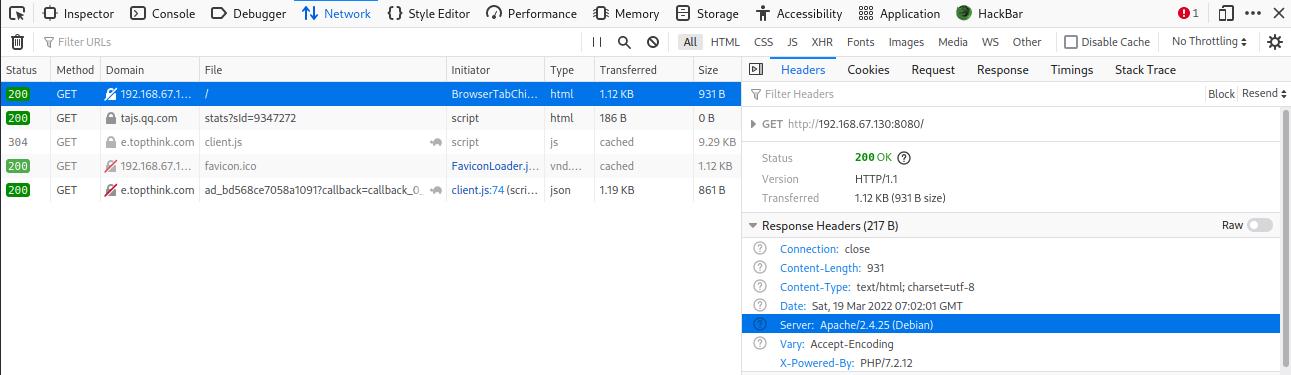 Inspector Console Debugger Network Style Editor Performance Memory Storage Accessibility Application HackBar 1
Filter URLs All HTML CSS JS XHR Fonts Images Media WS Other Disable Cache No Throttling
Status Method Domain File Initiator Type Transferred Size
200 GET 192.168.67.1... / BrowserTabChi... html 1.12 KB 931 B
200 GET tajs.qq.com stats?sId=9347272 script html 186 B 0 B
304 GET e.topthink.com client.js script js cached 9.29 KB
200 GET 192.168.67.1... favicon.ico FaviconLoader.j... vnd.... cached 1.12 KB
200 GET e.topthink.com ad_bd568ce7058a1091?callback=callback_0_ client.js:74 (scri... json 1.19 KB 861 B
Headers Cookies Request Response Timings Stack Trace
Filter Headers Block Resend
GET http://192.168.67.130:8080/
Status 200 OK
Version HTTP/1.1
Transferred 1.12 KB (931 B size)
Response Headers (217 B) Raw
Connection: close
Content-Length: 931
Content-Type: text/html; charset=utf-8
Date: Sat, 19 Mar 2022 07:02:01 GMT
Server: Apache/2.4.25 (Debian)
Vary: Accept-Encoding
X-Powered-By: PHP/7.2.12